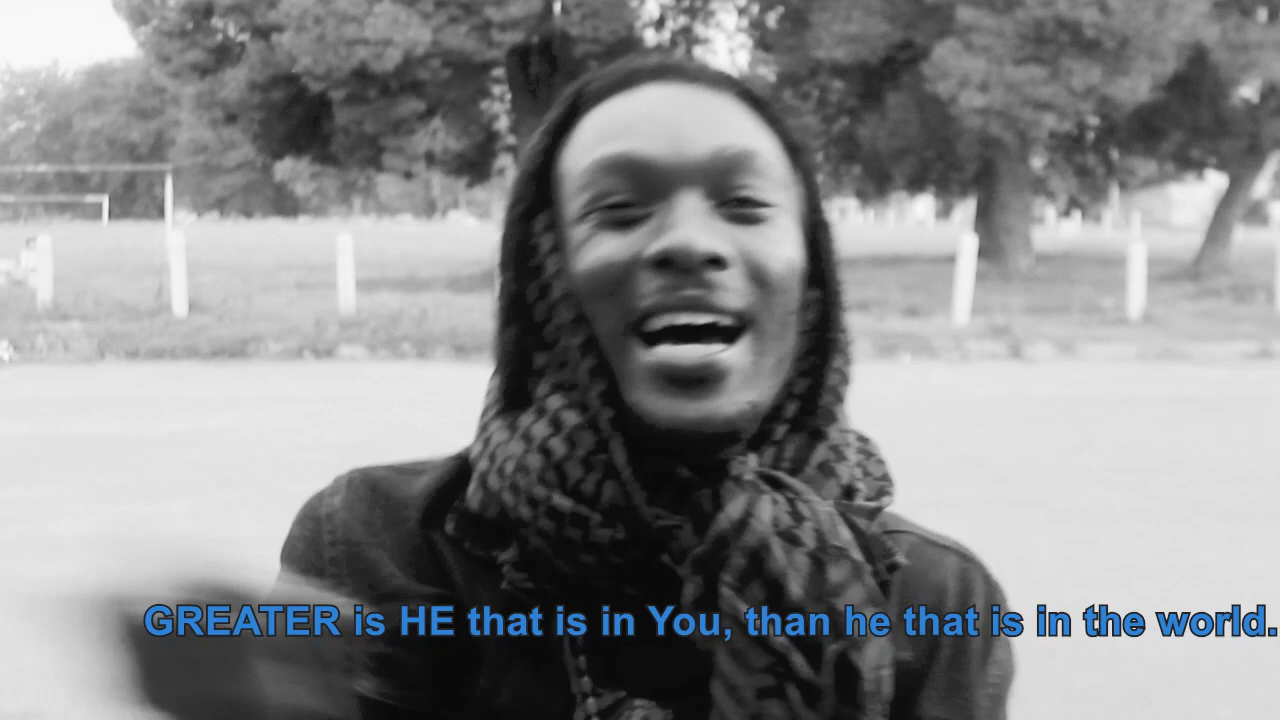 GREATER is HE that is in You, than he that is in the world.